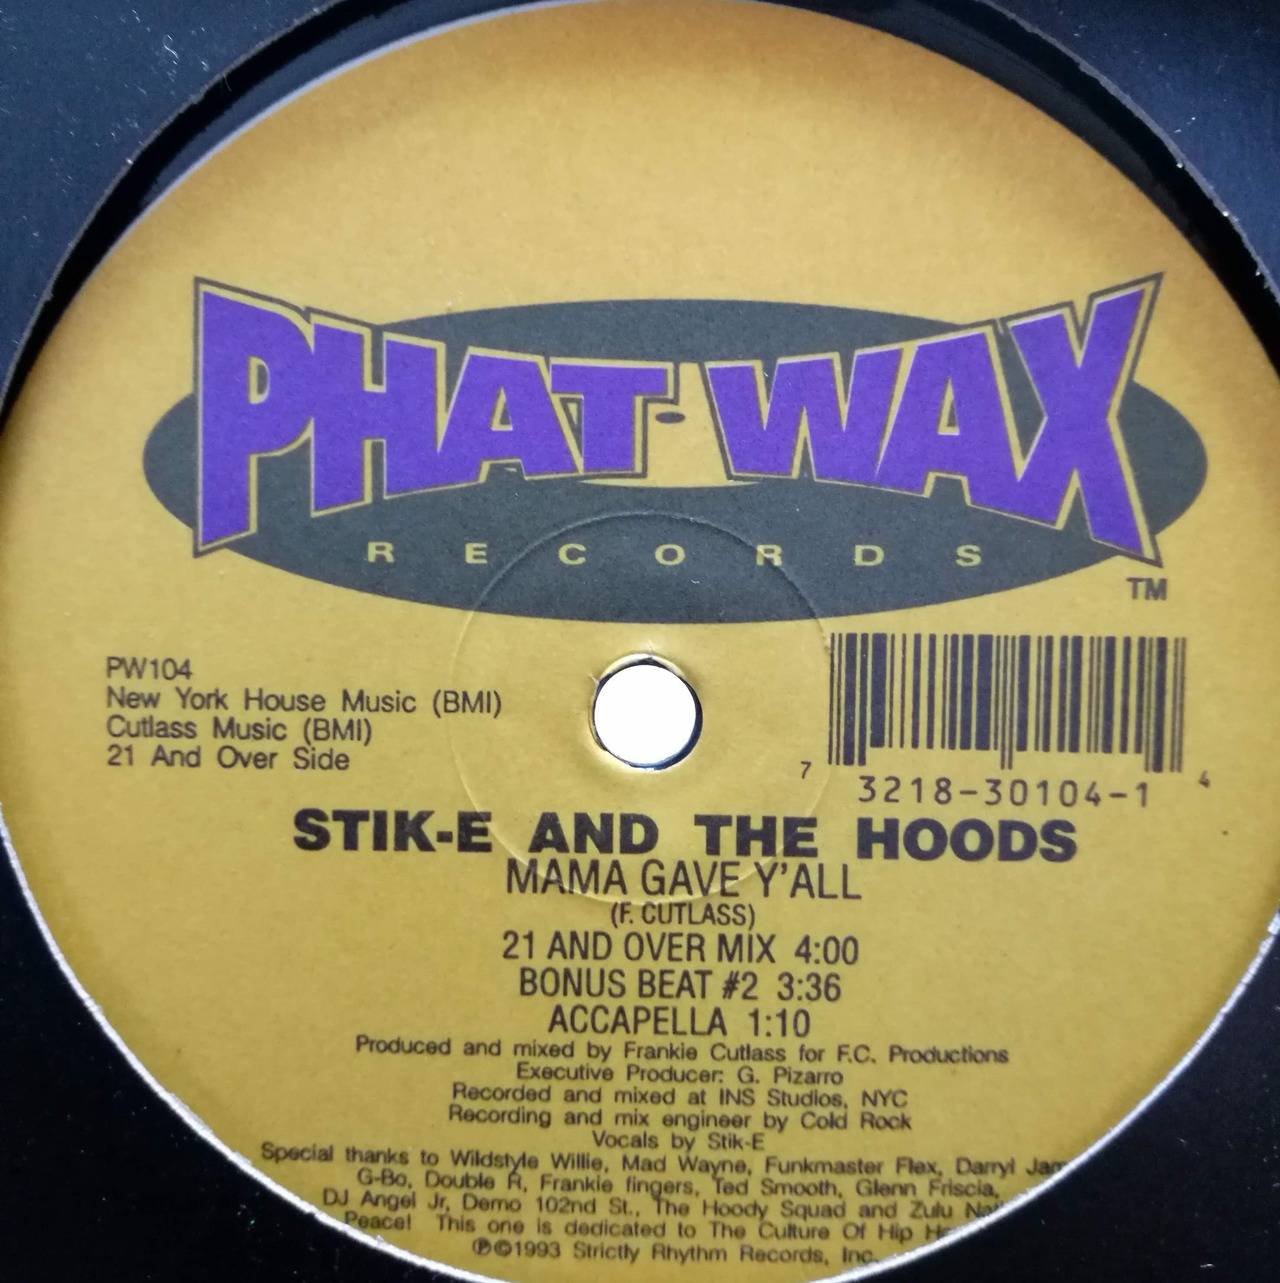 PHAT·WAX
RECORDS
TM
PW104
New York House Music (BMI)
Cutlass Music (BMI)
21 And Over Side
7 3218-30104-1 4
STIK-E AND THE HOODS
MAMA GAVE Y'ALL
(F. CUTLASS)
21 AND OVER MIX 4:00
BONUS BEAT #2 3:36
ACCAPELLA 1:10
Produced and mixed by Frankie Cutlass for F.C. Productions
Executive Producer: G. Pizarro
Recorded and mixed at INS Studios, NYC
Recording and mix engineer by Cold Rock
Vocals by Stik-E
Special thanks to Wildstyle Willie, Mad Wayne, Funkmaster Flex, Darryl
G-Bo, Double R, Frankie fingers, Ted Smooth, Glenn Friscia,
DJ Angel Jr, Demo 102nd St., The Hoody Squad and Zulu
Peace! This one is dedicated to The Culture Of Hip
℗©1993 Strictly Rhythm Records, Inc.